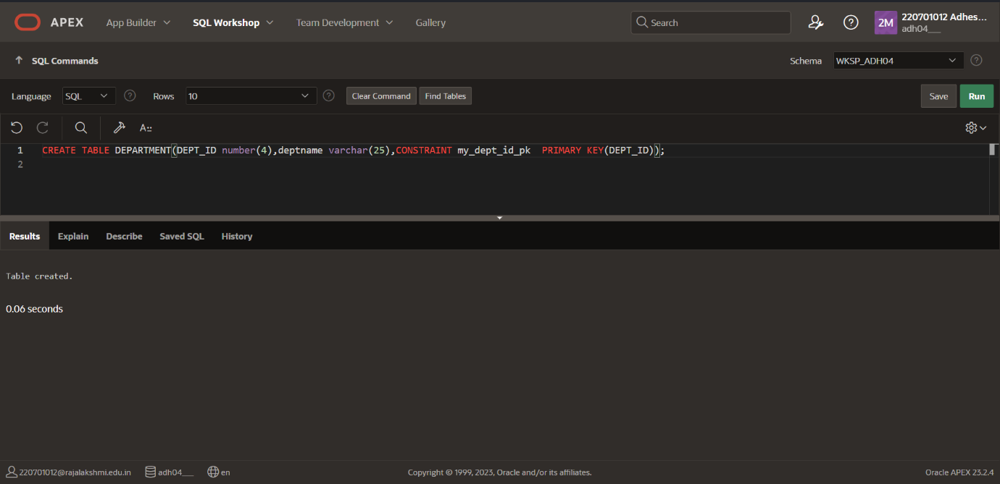 APEX App Builder SQL Workshop Team Development Gallery Search 2M 220701012 Adhes...
adh04___
SQL Commands Schema WKSP_ADH04
Language SQL Rows 10 Clear Command Find Tables Save Run
A::
1 CREATE TABLE DEPARTMENT(DEPT_ID number(4),deptname varchar(25),CONSTRAINT my_dept_id_pk  PRIMARY KEY(DEPT_ID));
2
Results Explain Describe Saved SQL History
Table created.
0.06 seconds
220701012@rajalakshmi.edu.in adh04___ en Copyright © 1999, 2023, Oracle and/or its affiliates. Oracle APEX 23.2.4